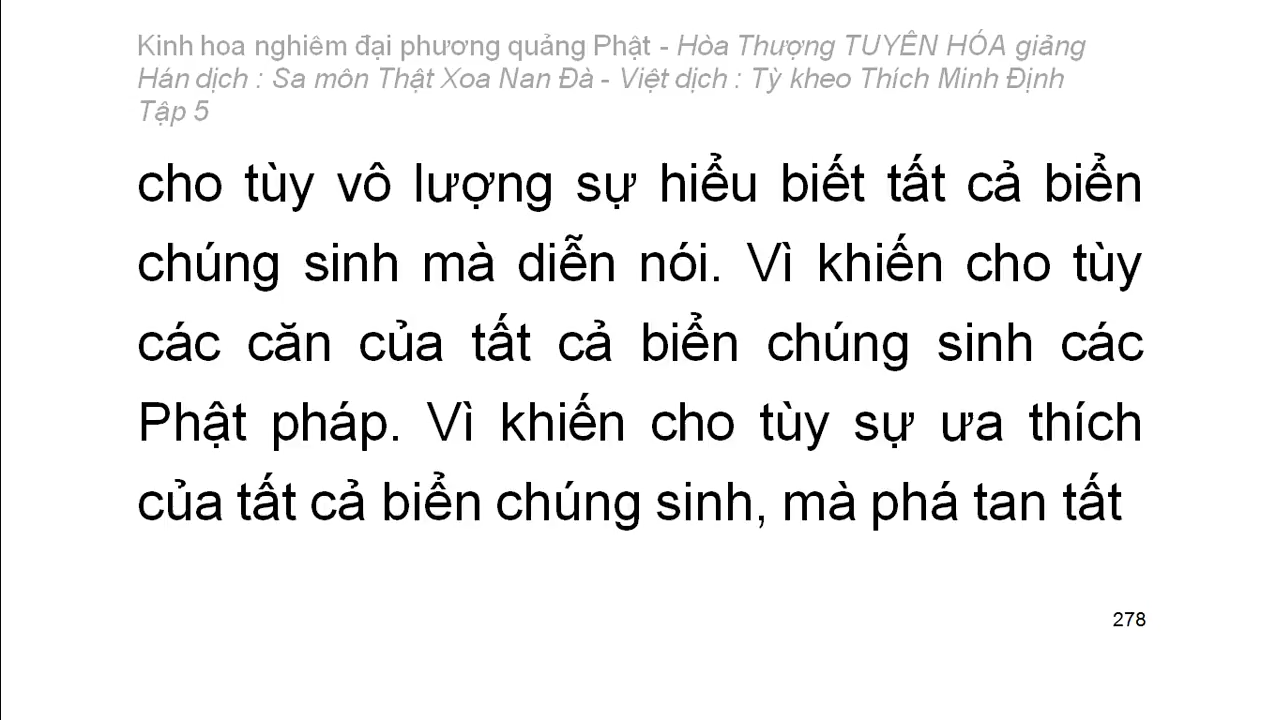 Kinh hoa nghiêm đại phương quảng Phật - Hòa Thượng TUYÊN HÓA giảng
Hán dịch : Sa môn Thật Xoa Nan Đà - Việt dịch : Tỳ kheo Thích Minh Định
Tập 5
cho tùy vô lượng sự hiểu biết tất cả biển
chúng sinh mà diễn nói. Vì khiến cho tùy
các căn của tất cả biển chúng sinh các
Phật pháp. Vì khiến cho tùy sự ưa thích
của tất cả biển chúng sinh, mà phá tan tất
278